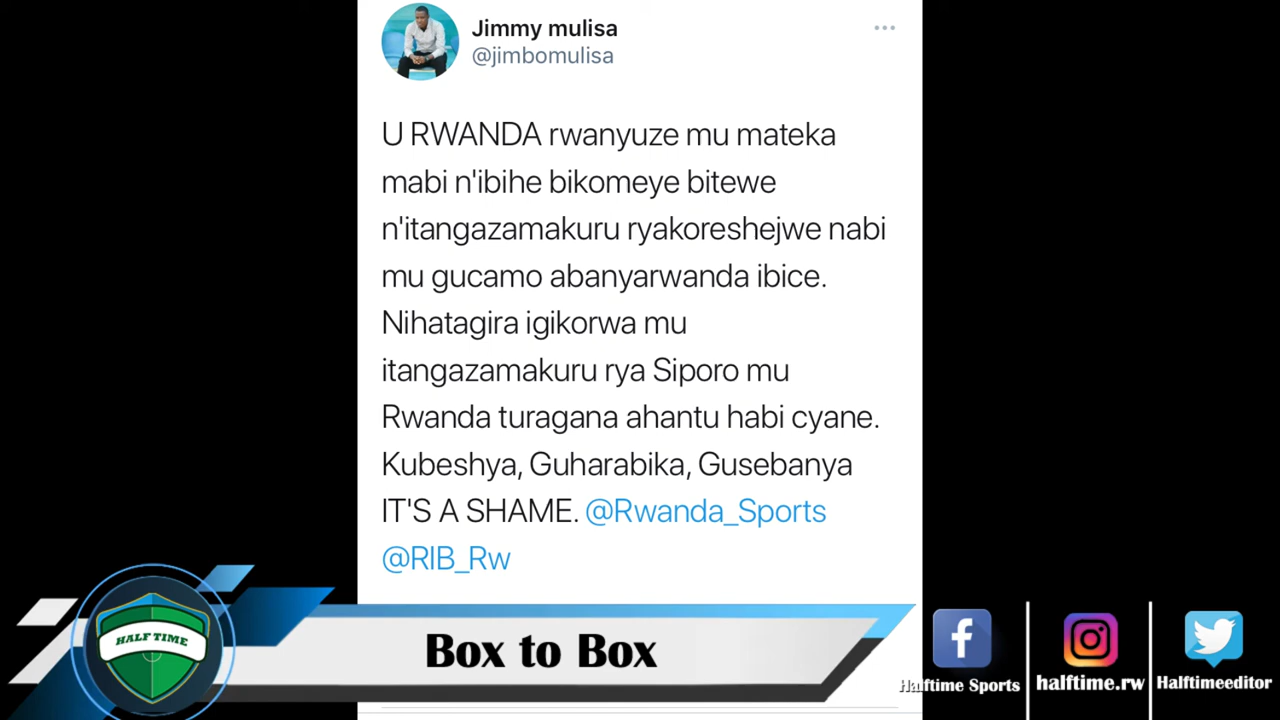 Jimmy mulisa
@jimbomulisa
U RWANDA rwanyuze mu mateka
mabi n'ibihe bikomeye bitewe
n'itangazamakuru ryakoreshejwe nabi
mu gucamo abanyarwanda ibice.
Nihatagira igikorwa mu
itangazamakuru rya Siporo mu
Rwanda turagana ahantu habi cyane.
Kubeshya, Guharabika, Gusebanya
IT'S A SHAME. @Rwanda_Sports
@RIB_Rw
HALF TIME
Box to Box
Halftime Sports
halftime.rw
Halftimeeditor